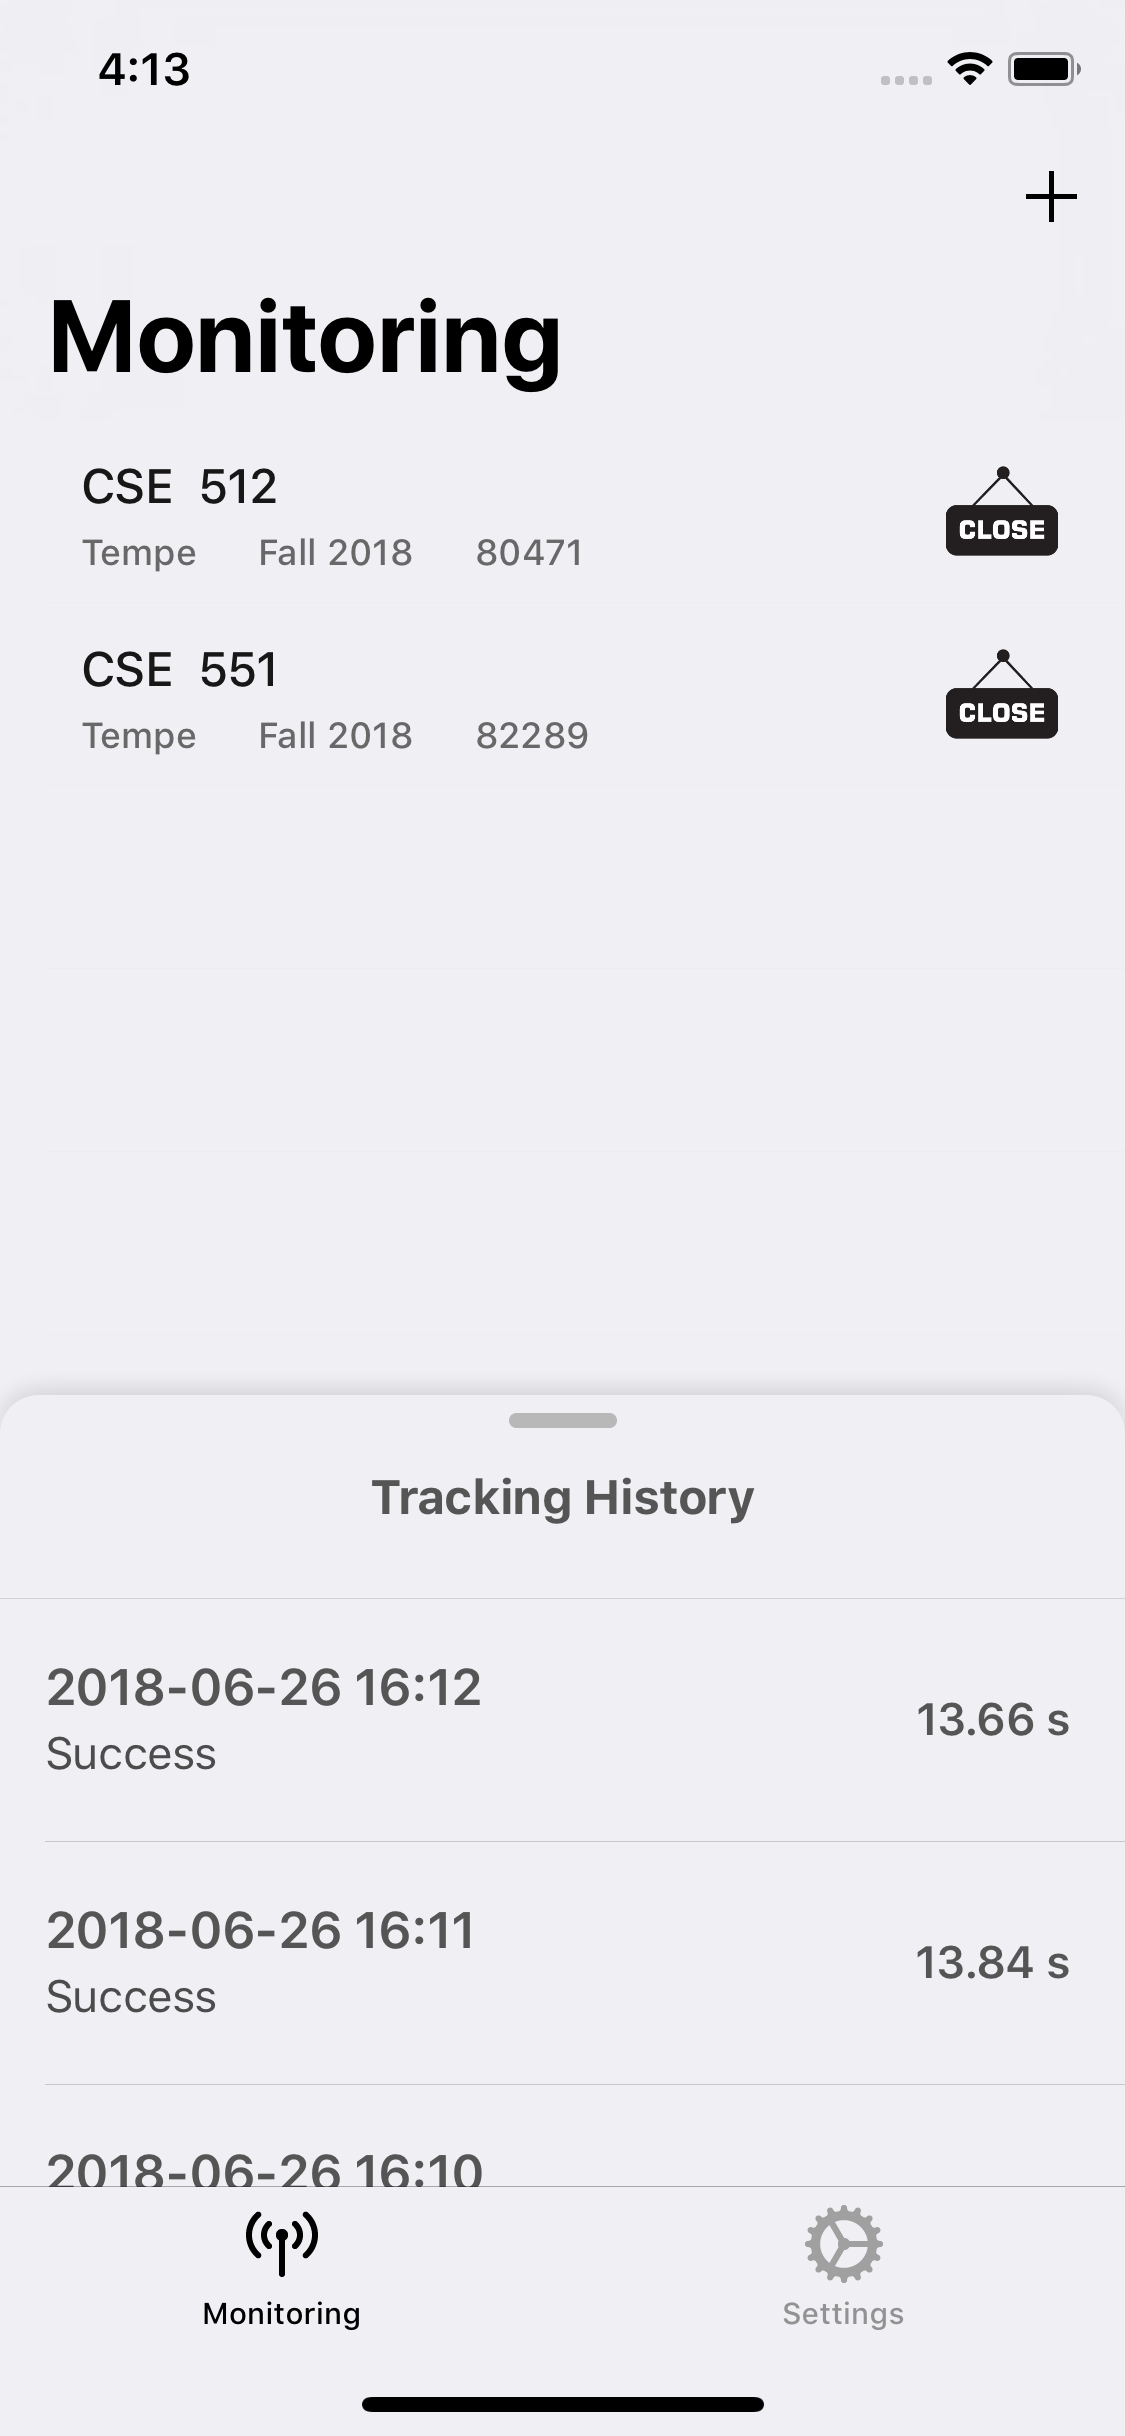 4:13
Monitoring
CSE 512
Tempe Fall 2018 80471
CLOSE
CSE 551
Tempe Fall 2018 82289
CLOSE
Tracking History
2018-06-26 16:12
Success
13.66 s
2018-06-26 16:11
Success
13.84 s
2018-06-26 16:10
Monitoring
Settings